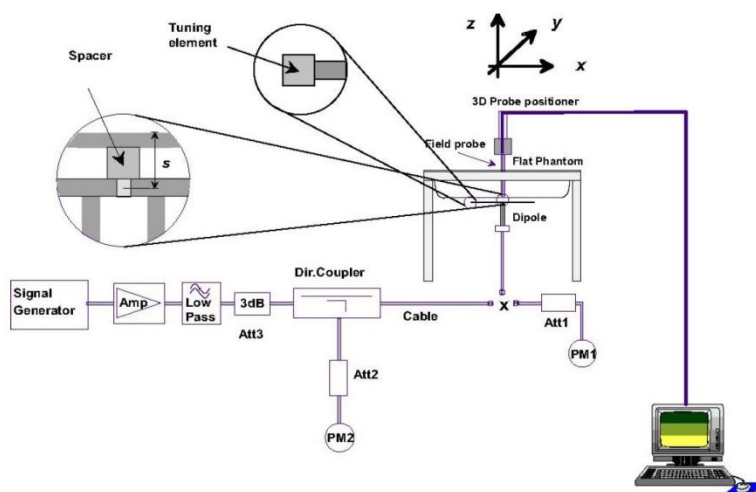 Tuning
element
Spacer
s
z
y
x
3D Probe positioner
Field probe
Flat Phantom
Dipole
Signal
Generator
Amp
Low
Pass
3dB
Att3
Dir.Coupler
Cable
x
Att1
PM1
Att2
PM2